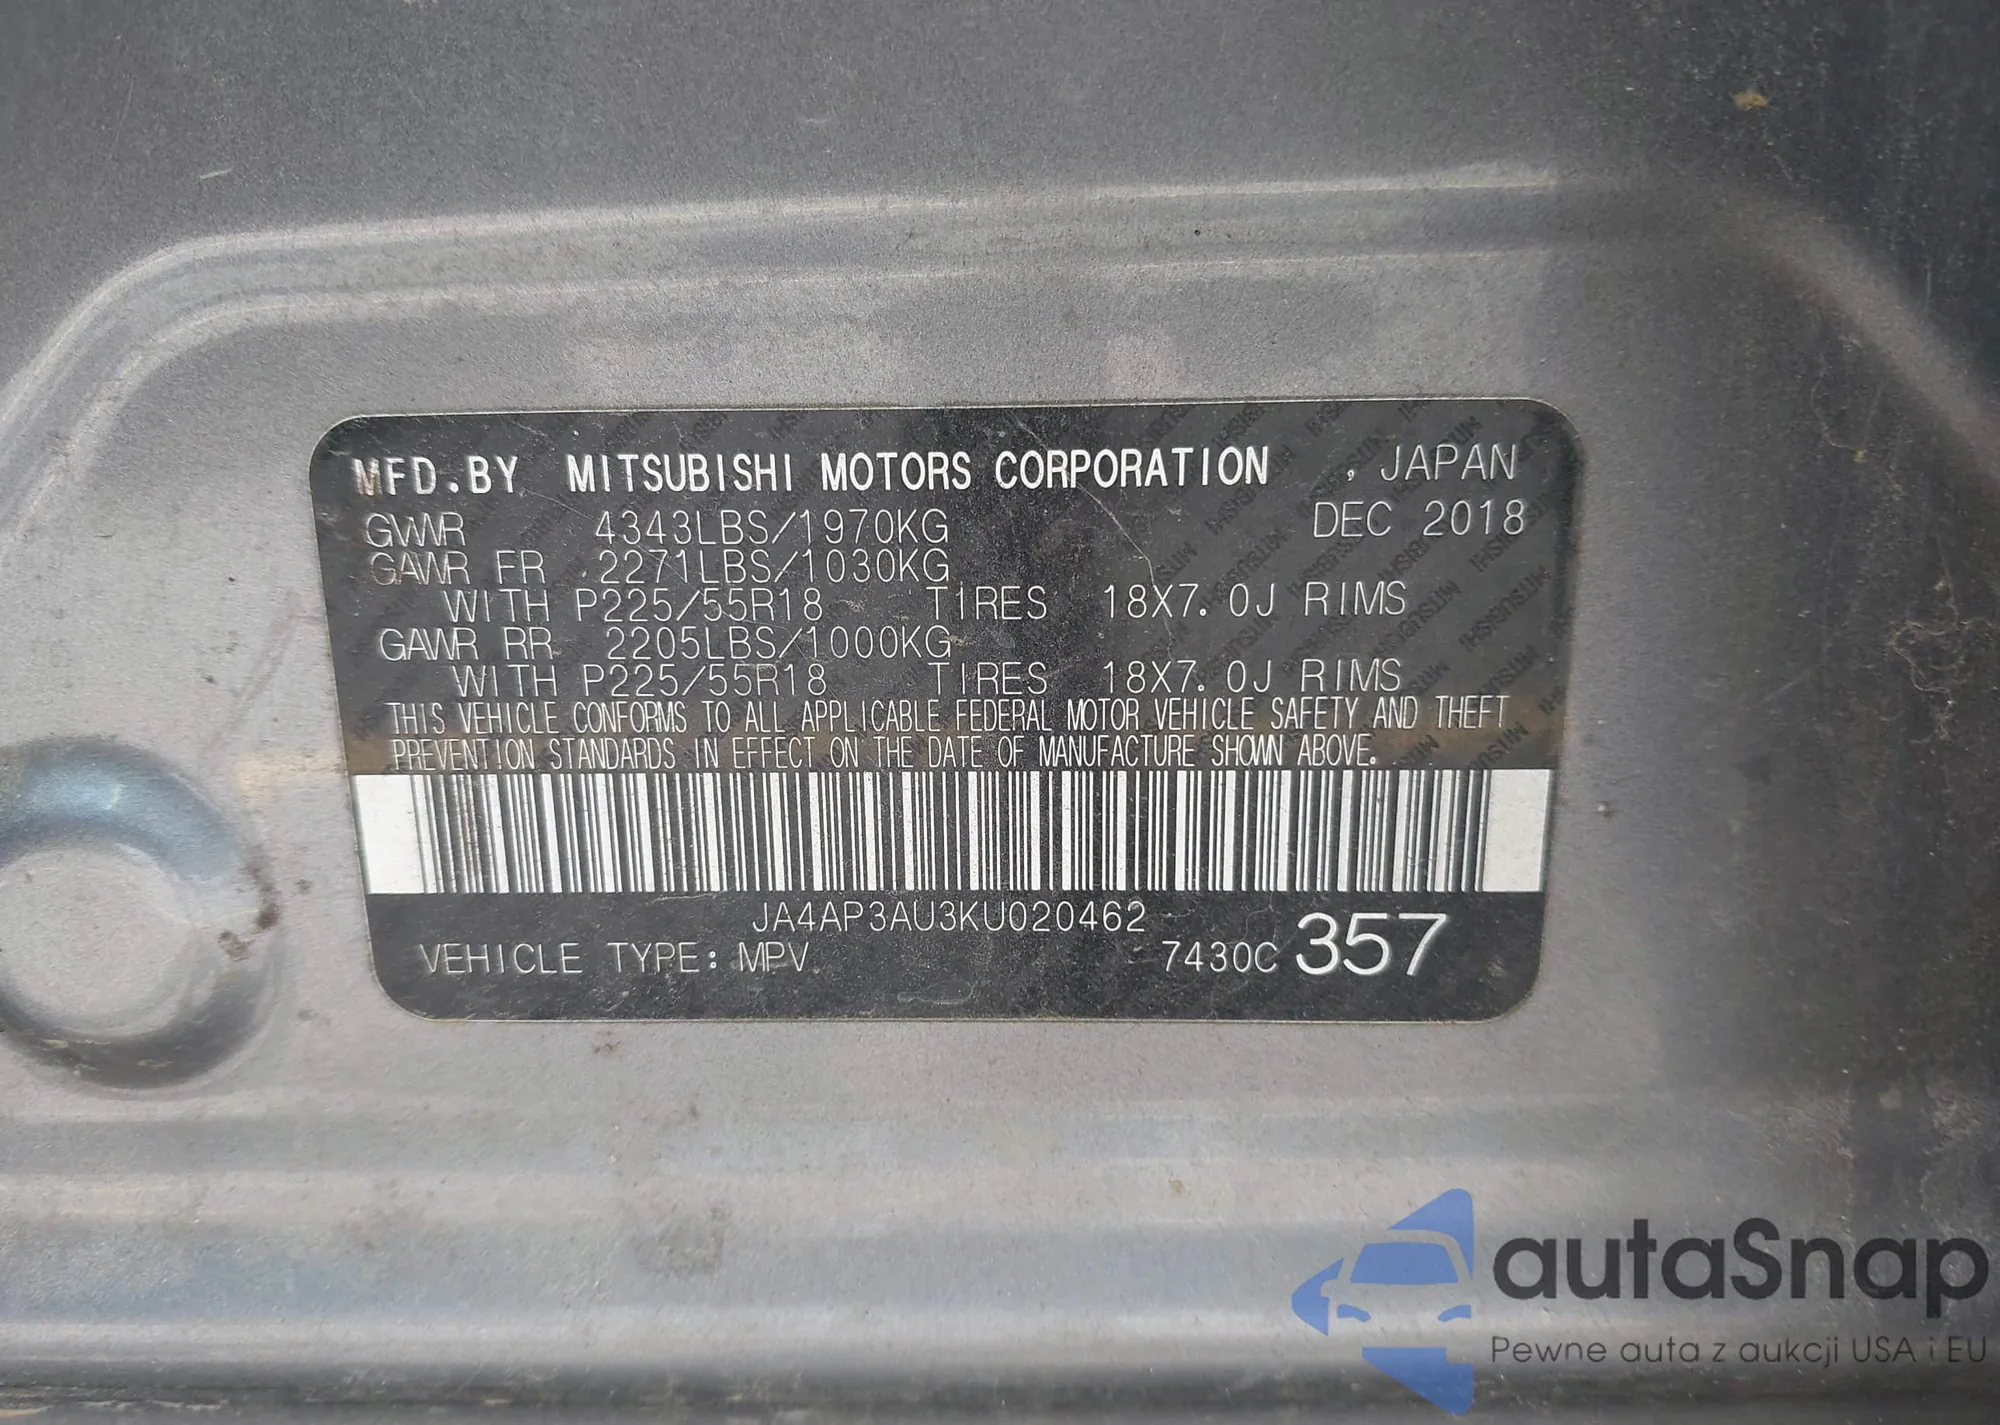 MFD.BY MITSUBISHI MOTORS CORPORATION , JAPAN
GWWR 4343LBS/1970KG DEC 2018
GAWR FR 2271LBS/1030KG
WITH P225/55R18 TIRES 18X7.0J RIMS
GAWR RR 2205LBS/1000KG
WITH P225/55R18 TIRES 18X7.0J RIMS
THIS VEHICLE CONFORMS TO ALL APPLICABLE FEDERAL MOTOR VEHICLE SAFETY AND THEFT
PREVENTION STANDARDS IN EFFECT ON THE DATE OF MANUFACTURE SHOWN ABOVE.
JA4AP3AU3KU020462
VEHICLE TYPE: MPV 7430C 357
autaSnap
Pewne auta z aukcji USA i EU